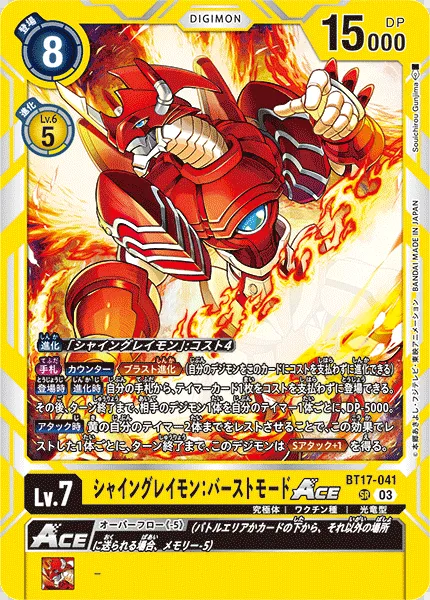 DIGIMON
登場
8
DP
15000
進化
Lv.6
5
Souichirou Gunjima
©本郷あきよし・フジテレビ・東映アニメーション BANDAI MADE IN JAPAN
進化 「シャイングレイモン」：コスト4
手札 カウンター ブラスト進化 (自分のデジモン1体をこのカードにコストを支払わずに進化できる)
登場時 進化時 自分の手札から、テイマーカード1枚をコストを支払わずに登場できる。
その後、ターン終了まで、相手のデジモン1体を自分のテイマー1体ごとに、DP-5000。
アタック時 黄の自分のテイマー2体までをレストさせることで、この効果でレ
ストした1体ごとに、ターン終了まで、このデジモンは Sアタック+1 を得る。
Lv.7
シャイングレイモン：バーストモードACE
BT17-041
SR 03
究極体 ワクチン種 光竜型
ACE オーバーフロー《-5》 (バトルエリアかカードの下から、それ以外の場所
に送られる場合、メモリー-5)
-